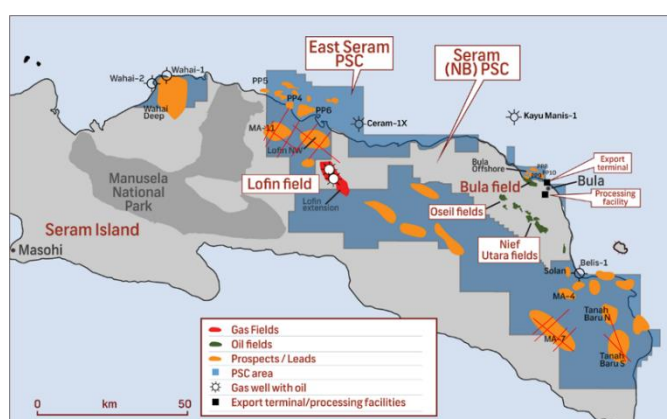 East Seram
PSC
Seram
(NB) PSC
Wahai-2
Wahai-1
Wahai
Deep
PP5
PP4
PP6
MA-11
Lofin NW
Ceram-1X
Kayu Manis-1
Manusela
National
Park
Lofin field
Lofin
extension
Bula
Offshore
PP10
Export
terminal
Bula field
Bula
Processing
facility
Oseil fields
Nief
Utara fields
Seram Island
Masohi
Solan
Belis-1
MA-4
Tanah
Baru N
MA-7
Tanah
Baru S
Gas Fields
Oil fields
Prospects / Leads
PSC area
Gas well with oil
Export terminal/processing facilities
0
km
50